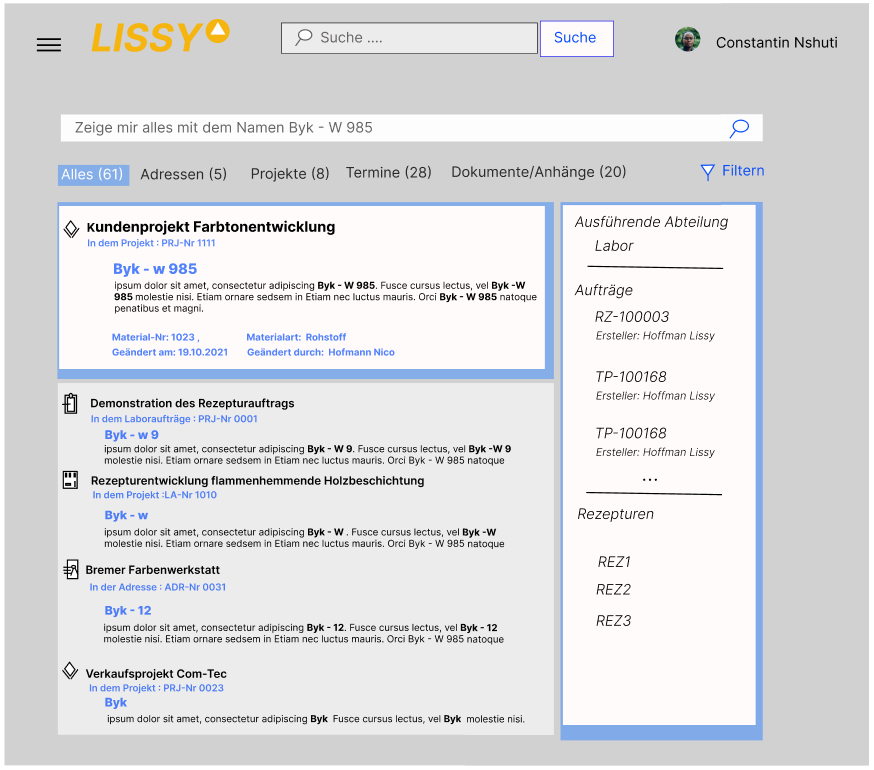 LISSY
Suche ....
Suche
Constantin Nshuti
Zeige mir alles mit dem Namen Byk - W 985
Alles (61)
Adressen (5)
Projekte (8)
Termine (28)
Dokumente/Anhänge (20)
Filtern
Kundenprojekt Farbtonentwicklung
In dem Projekt : PRJ-Nr 1111
Byk - w 985
ipsum dolor sit amet, consectetur adipiscing Byk - W 985. Fusce cursus lectus, vel Byk -W
985 molestie nisi. Etiam ornare sedsem in Etiam nec luctus mauris. Orci Byk - W 985 natoque
penatibus et magni.
Material-Nr: 1023 ,
Materialart: Rohstoff
Geändert am: 19.10.2021
Geändert durch: Hofmann Nico
Demonstration des Rezepturauftrags
In dem Laboraufträge : PRJ-Nr 0001
Byk - w 9
ipsum dolor sit amet, consectetur adipiscing Byk - W 9. Fusce cursus lectus, vel Byk -W 9
molestie nisi. Etiam ornare sedsem in Etiam nec luctus mauris. Orci Byk - W 985 natoque
Rezepturentwicklung flammenhemmende Holzbeschichtung
In dem Projekt :LA-Nr 1010
Byk - w
ipsum dolor sit amet, consectetur adipiscing Byk - W . Fusce cursus lectus, vel Byk -W
molestie nisi. Etiam ornare sedsem in Etiam nec luctus mauris. Orci Byk - W 985 natoque
Bremer Farbenwerkstatt
In der Adresse : ADR-Nr 0031
Byk - 12
ipsum dolor sit amet, consectetur adipiscing Byk - 12. Fusce cursus lectus, vel Byk - 12
molestie nisi. Etiam ornare sedsem in Etiam nec luctus mauris. Orci Byk - W 985 natoque
Verkaufsprojekt Com-Tec
In dem Projekt : PRJ-Nr 0023
Byk
ipsum dolor sit amet, consectetur adipiscing Byk Fusce cursus lectus, vel Byk molestie nisi.
Ausführende Abteilung
Labor
Aufträge
RZ-100003
Ersteller: Hoffman Lissy
TP-100168
Ersteller: Hoffman Lissy
TP-100168
Ersteller: Hoffman Lissy
...
Rezepturen
REZ1
REZ2
REZ3